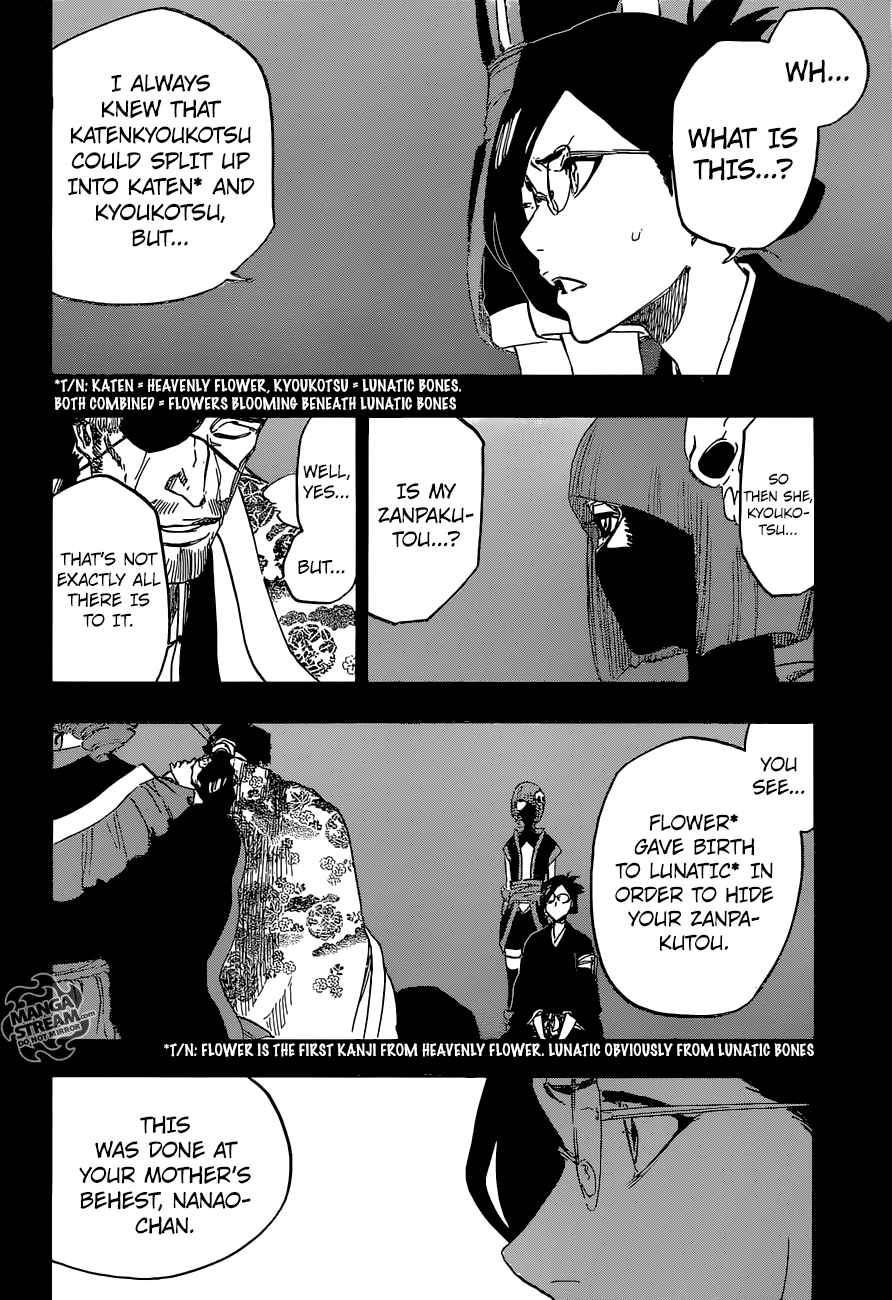 WH...
WHAT IS
THIS...?
I ALWAYS
KNEW THAT
KATENKYOUKOTSU
COULD SPLIT UP
INTO KATEN* AND
KYOUKOTSU,
BUT...
*T/N: KATEN = HEAVENLY FLOWER, KYOUKOTSU = LUNATIC BONES.
BOTH COMBINED = FLOWERS BLOOMING BENEATH LUNATIC BONES
SO
THEN SHE,
KYOUKO-
TSU...
IS MY
ZANPAKU-
TOU...?
WELL,
YES...
BUT...
THAT'S NOT
EXACTLY ALL
THERE IS
TO IT.
YOU
SEE...
FLOWER*
GAVE BIRTH
TO LUNATIC* IN
ORDER TO HIDE
YOUR ZANPA-
KUTOU.
MANGA
STREAM.COM
DO NOT MIRROR
*T/N: FLOWER IS THE FIRST KANJI FROM HEAVENLY FLOWER. LUNATIC OBVIOUSLY FROM LUNATIC BONES
THIS
WAS DONE AT
YOUR MOTHER'S
BEHEST, NANAO-
CHAN.